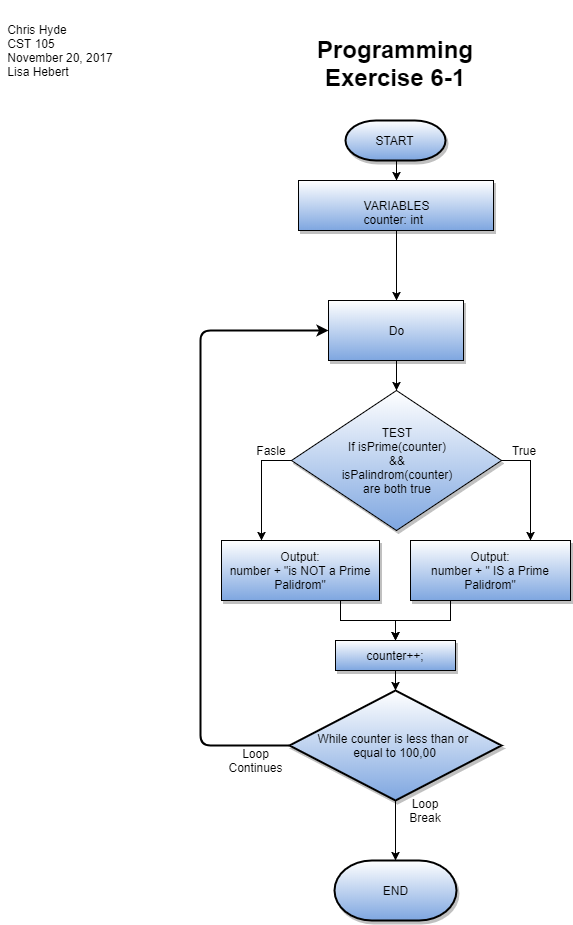 Chris Hyde
CST 105
November 20, 2017
Lisa Hebert
Programming
Exercise 6-1
START
VARIABLES
counter: int
Do
TEST
If isPrime(counter)
&&
isPalindrom(counter)
are both true
Fasle
True
Output:
number + "is NOT a Prime
Palidrom"
Output:
number + " IS a Prime
Palidrom"
counter++;
While counter is less than or
equal to 100,00
Loop
Continues
Loop
Break
END